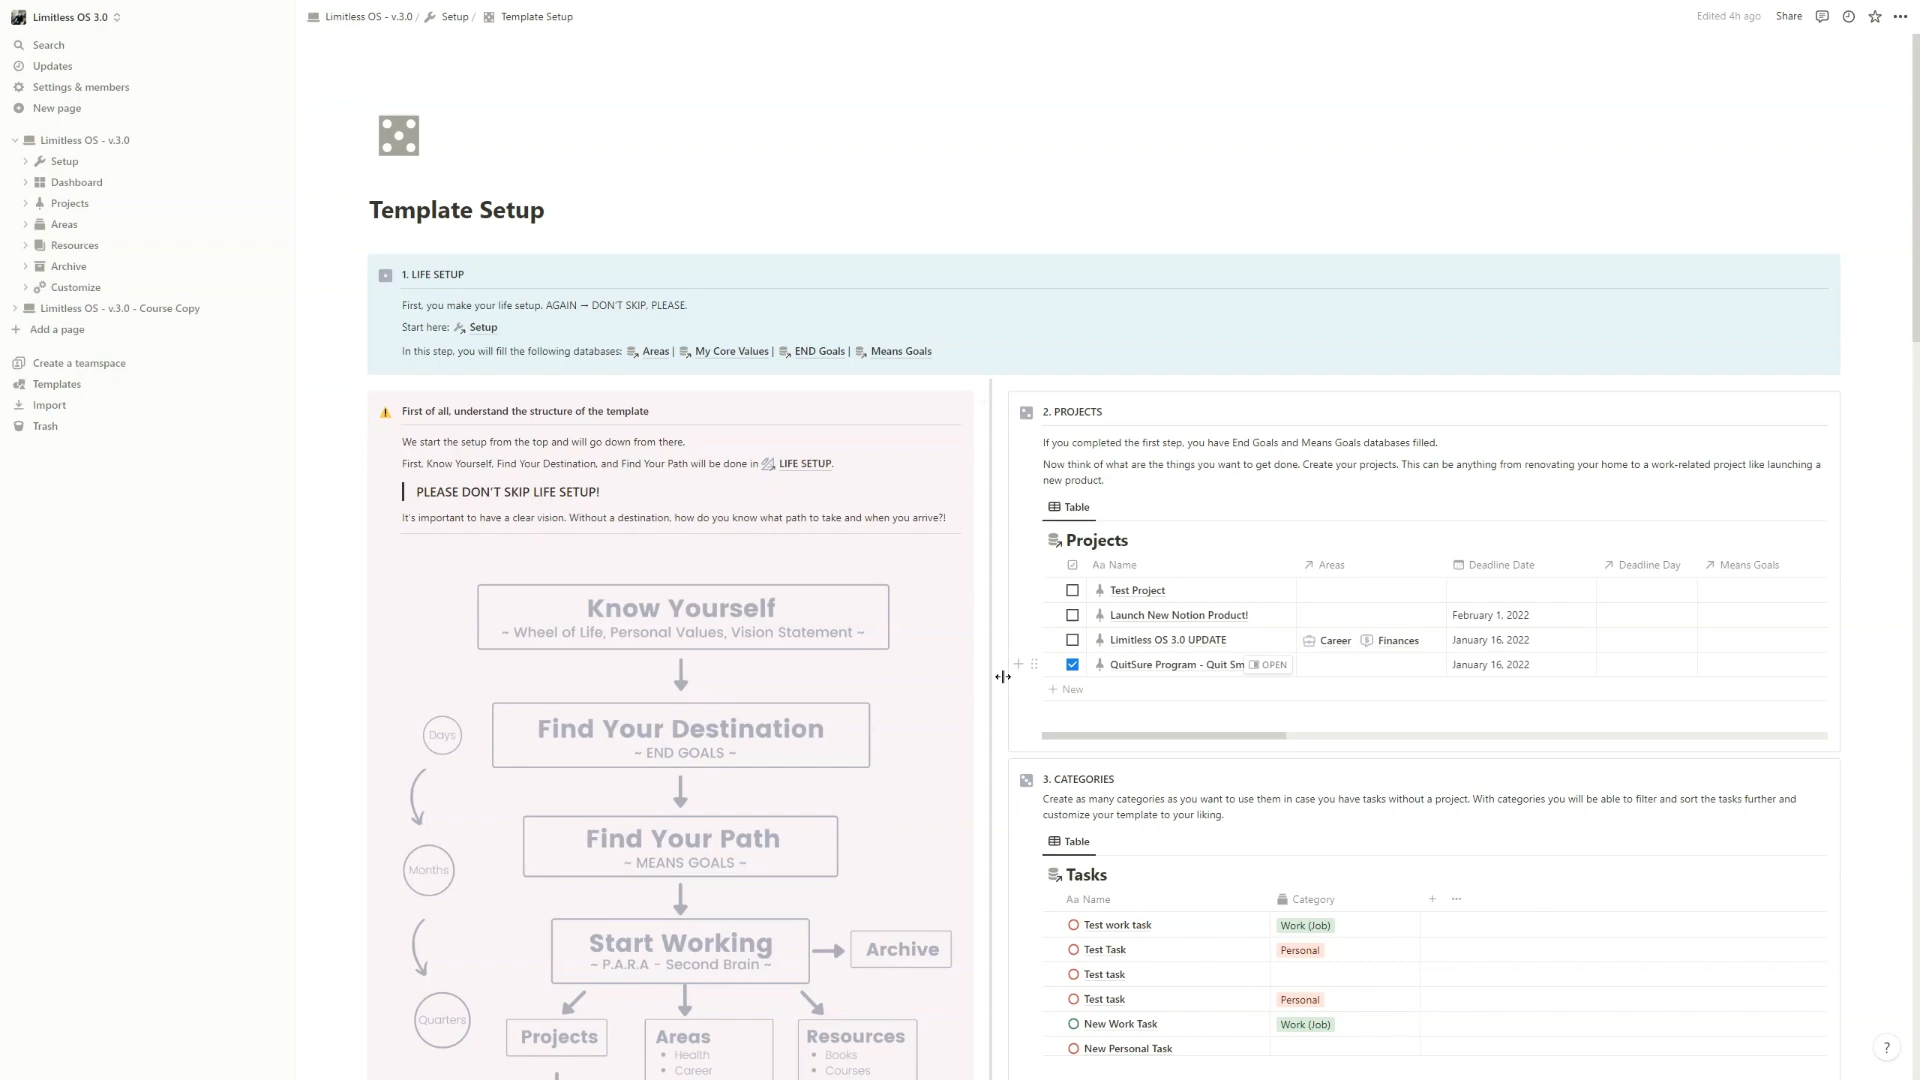 Limitless OS 3.0
Search
Updates
Settings & members
New page
Limitless OS - v.3.0
Setup
Dashboard
Projects
Areas
Resources
Archive
Customize
Limitless OS - v.3.0 - Course Copy
Add a page
Create a teamspace
Templates
Import
Trash
Limitless OS - v.3.0 / Setup / Template Setup
Edited 4h ago Share
Template Setup
1. LIFE SETUP
First, you make your life setup. AGAIN → DON'T SKIP, PLEASE.
Start here: Setup
In this step, you will fill the following databases: Areas | My Core Values | END Goals | Means Goals
First of all, understand the structure of the template
We start the setup from the top and will go down from there.
First, Know Yourself, Find Your Destination, and Find Your Path will be done in LIFE SETUP.
PLEASE DON'T SKIP LIFE SETUP!
It's important to have a clear vision. Without a destination, how do you know what path to take and when you arrive?!
Know Yourself
~ Wheel of Life, Personal Values, Vision Statement ~
Find Your Destination
~ END GOALS ~
Find Your Path
~ MEANS GOALS ~
Start Working
~ P.A.R.A - Second Brain ~
Archive
Days
Months
Quarters
Projects
Areas
• Health
• Career
Resources
• Books
• Courses
2. PROJECTS
If you completed the first step, you have End Goals and Means Goals databases filled.
Now think of what are the things you want to get done. Create your projects. This can be anything from renovating your home to a work-related project like launching a
new product.
Table
Projects
Aa Name Areas Deadline Date Deadline Day Means Goals
Test Project
Launch New Notion Product! February 1, 2022
Limitless OS 3.0 UPDATE Career Finances January 16, 2022
QuitSure Program - Quit Sm OPEN January 16, 2022
+ New
3. CATEGORIES
Create as many categories as you want to use them in case you have tasks without a project. With categories you will be able to filter and sort the tasks further and
customize your template to your liking.
Table
Tasks
Aa Name Category + ...
Test work task Work (Job)
Test Task Personal
Test task
Test task Personal
New Work Task Work (Job)
New Personal Task
?